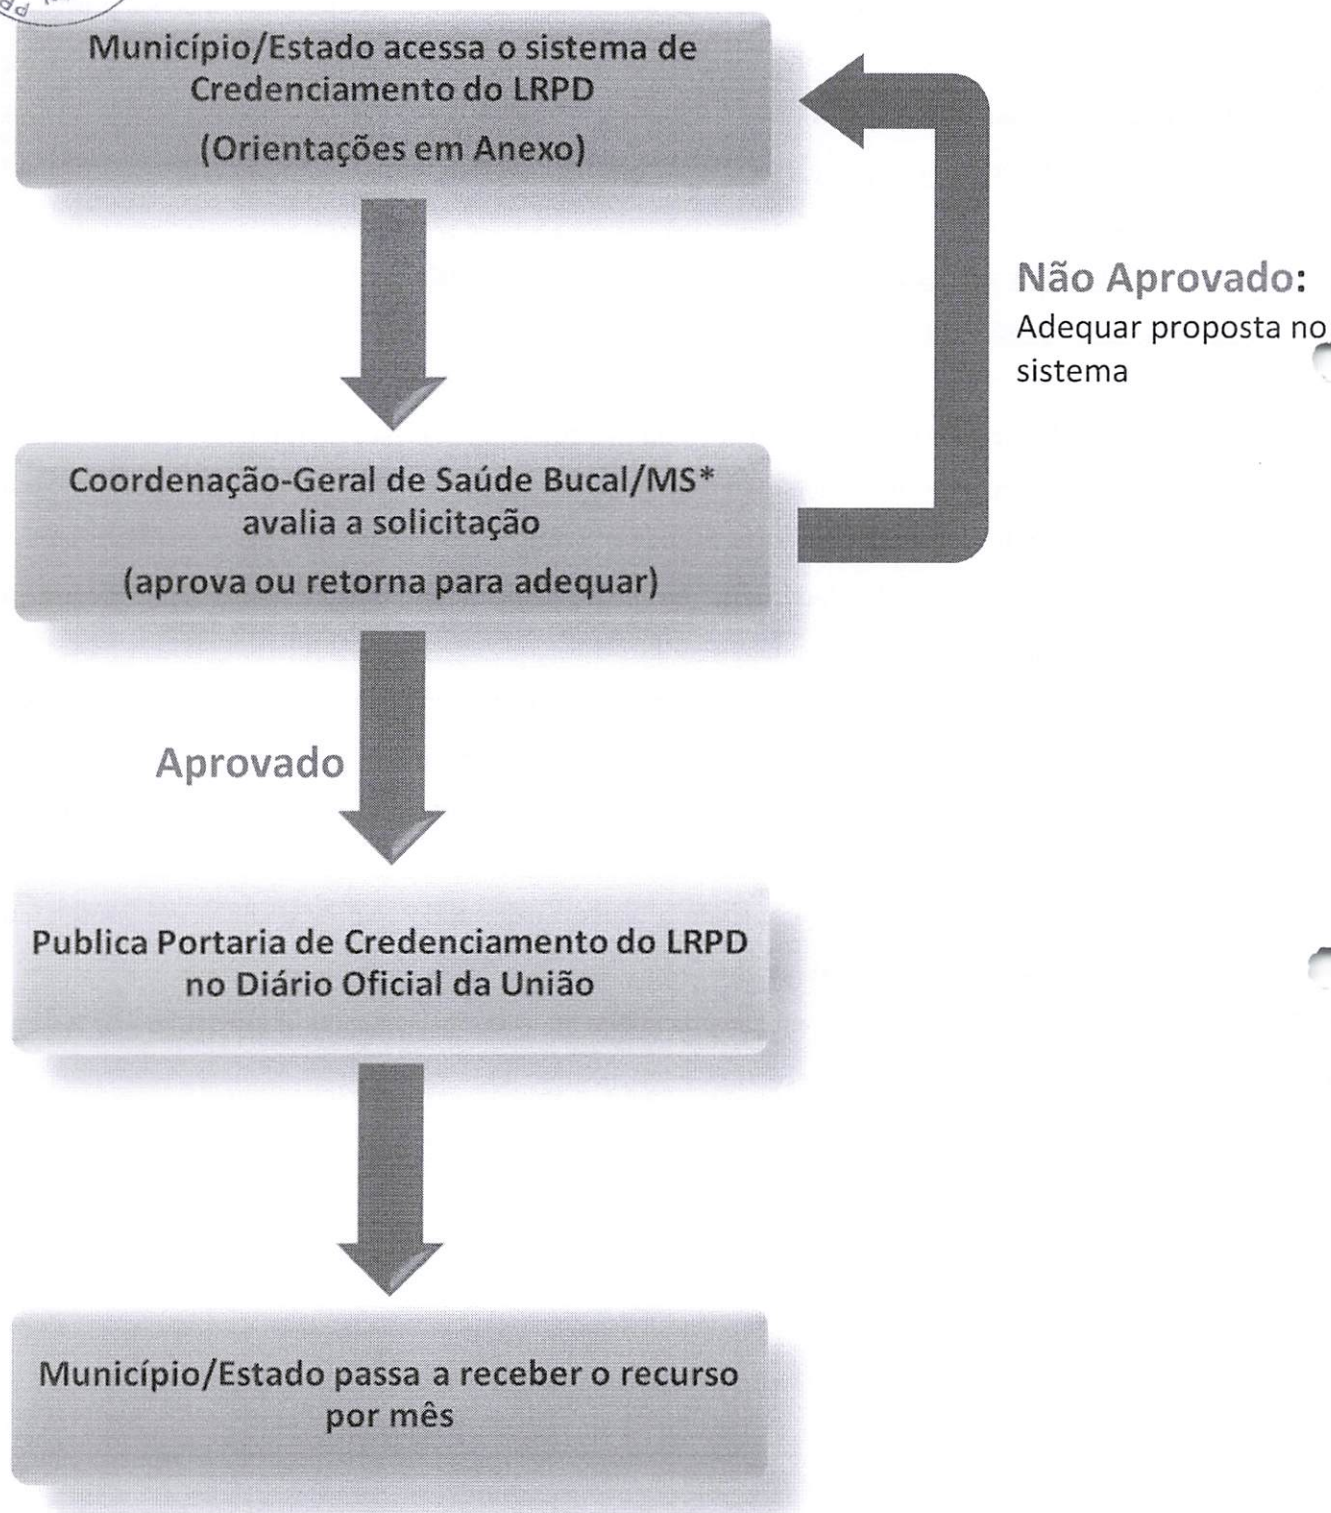 Município/Estado acessa o sistema de
Credenciamento do LRPD
(Orientações em Anexo)
Não Aprovado:
Adequar proposta no
sistema
Coordenação-Geral de Saúde Bucal/MS*
avalia a solicitação
(aprova ou retorna para adequar)
Aprovado
Publica Portaria de Credenciamento do LRPD
no Diário Oficial da União
Município/Estado passa a receber o recurso
por mês